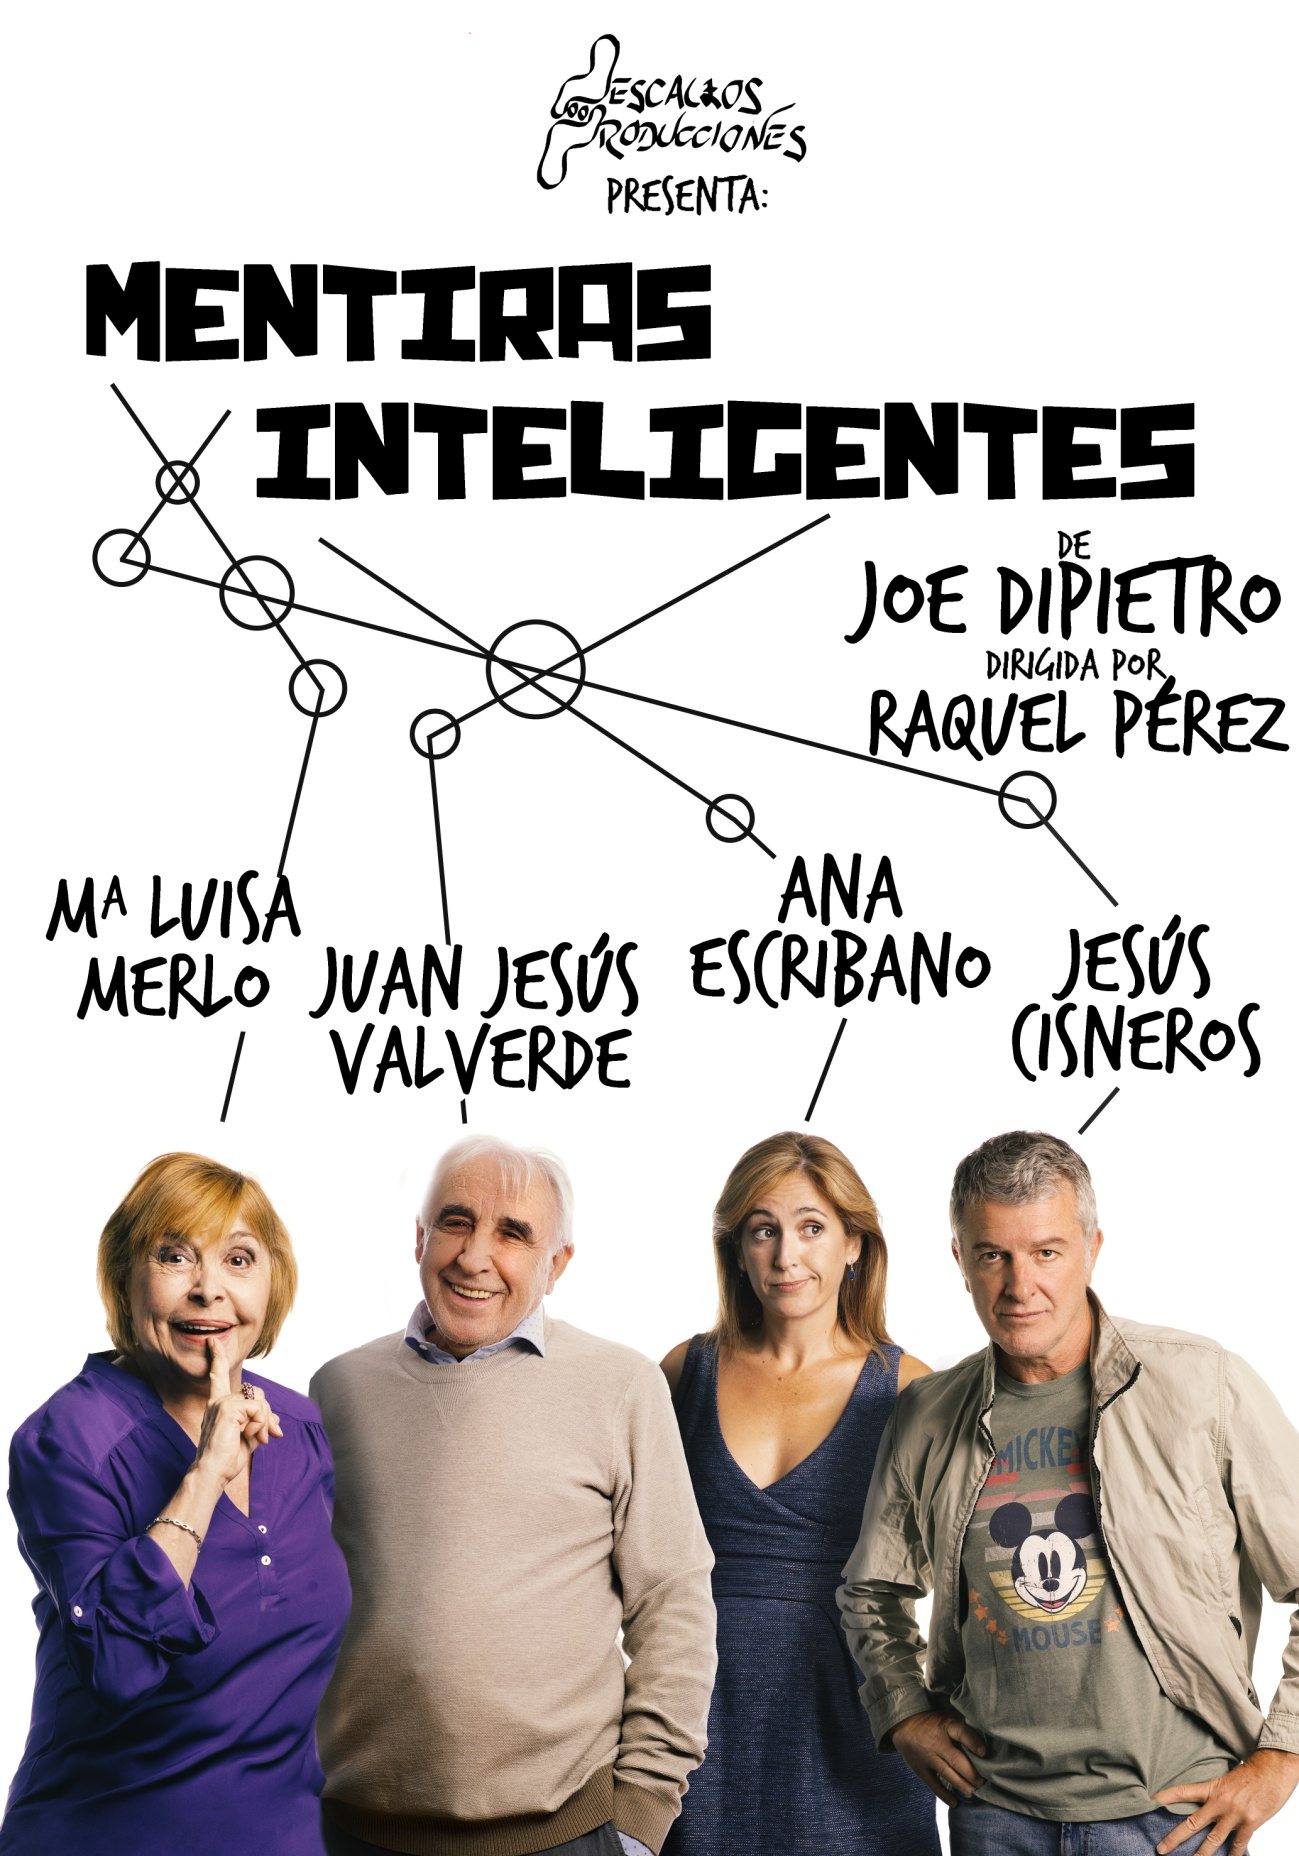 DESCALZOS
PRODUCCIONES
PRESENTA:
MENTIRAS
INTELIGENTES
DE
JOE DIPIETRO
DIRIGIDA POR
RAQUEL PÉREZ
Mª LUISA
MERLO
JUAN JESÚS
VALVERDE
ANA
ESCRIBANO
JESÚS
CISNEROS
MICKEY
MOUSE